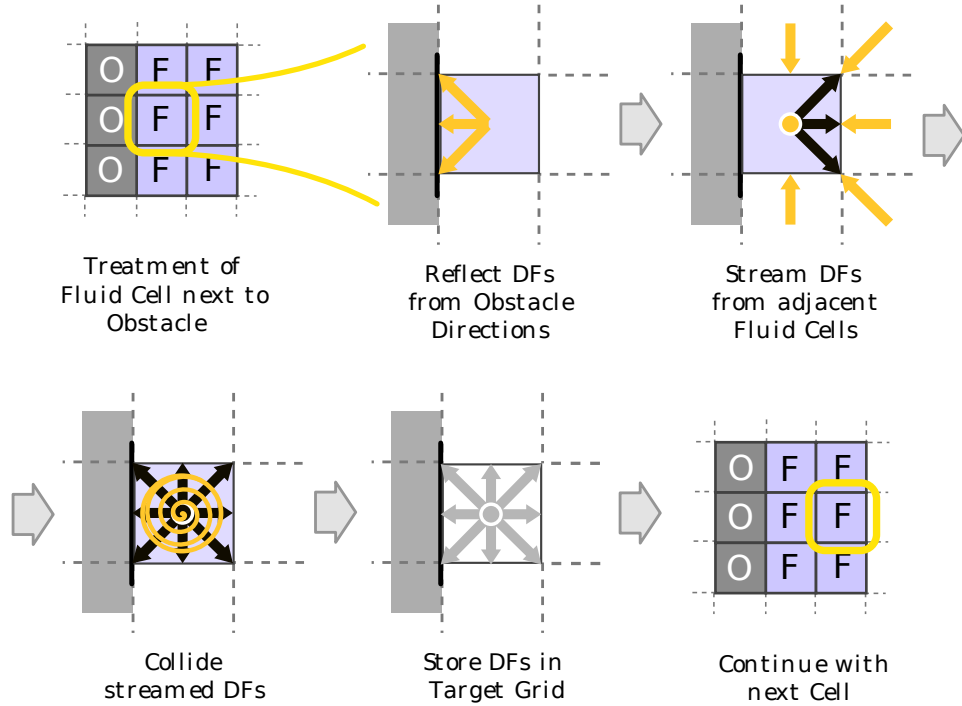 O F F
O F F
O F F
Treatment of
Fluid Cell next to
Obstacle
Reflect DFs
from Obstacle
Directions
Stream DFs
from adjacent
Fluid Cells
Collide
streamed DFs
Store DFs in
Target Grid
O F F
O F F
O F F
Continue with
next Cell